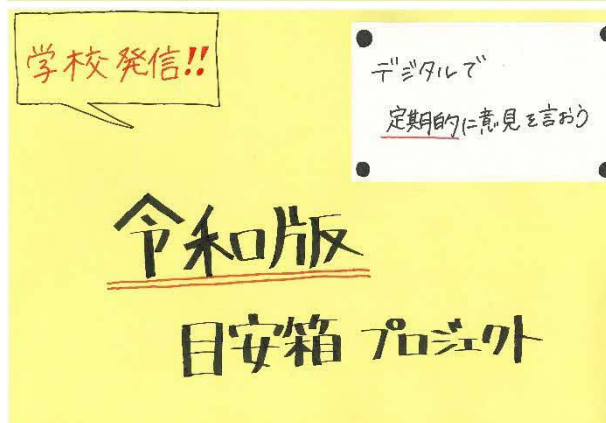 学校発信!!
デジタルで
定期的に意見を言おう
令和版
目安箱プロジェクト